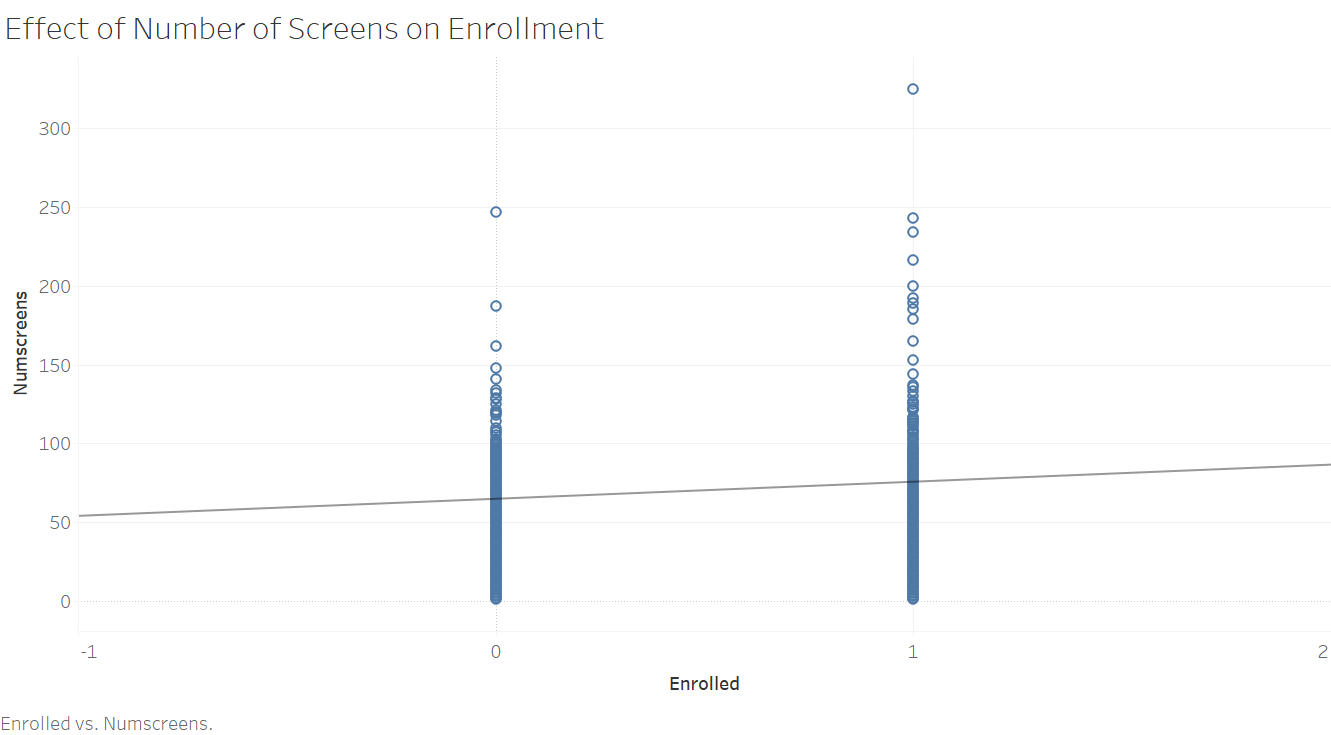 Effect of Number of Screens on Enrollment
300
250
200
150
100
50
0
Numscreens
-1 0 1 2
Enrolled
Enrolled vs. Numscreens.